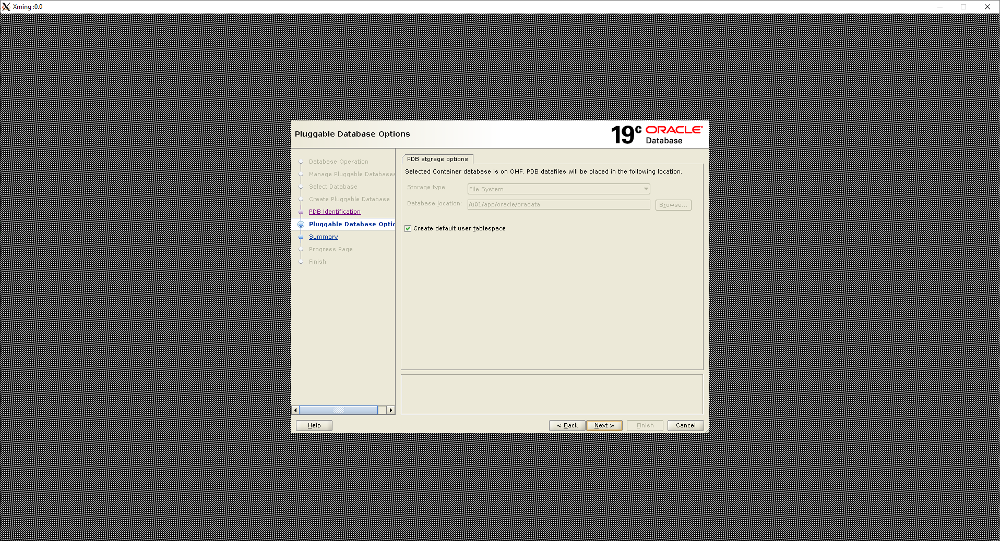 Xming :0.0
Pluggable Database Options
19c ORACLE
Database
Database Operation
Manage Pluggable Databases
Select Database
Create Pluggable Database
PDB Identification
Pluggable Database Optio
Summary
Progress Page
Finish
PDB storage options
Selected Container database is on OMF. PDB datafiles will be placed in the following location.
Storage type: File System
Database location: /u01/app/oracle/oradata Browse...
Create default user tablespace
Help < Back Next > Finish Cancel